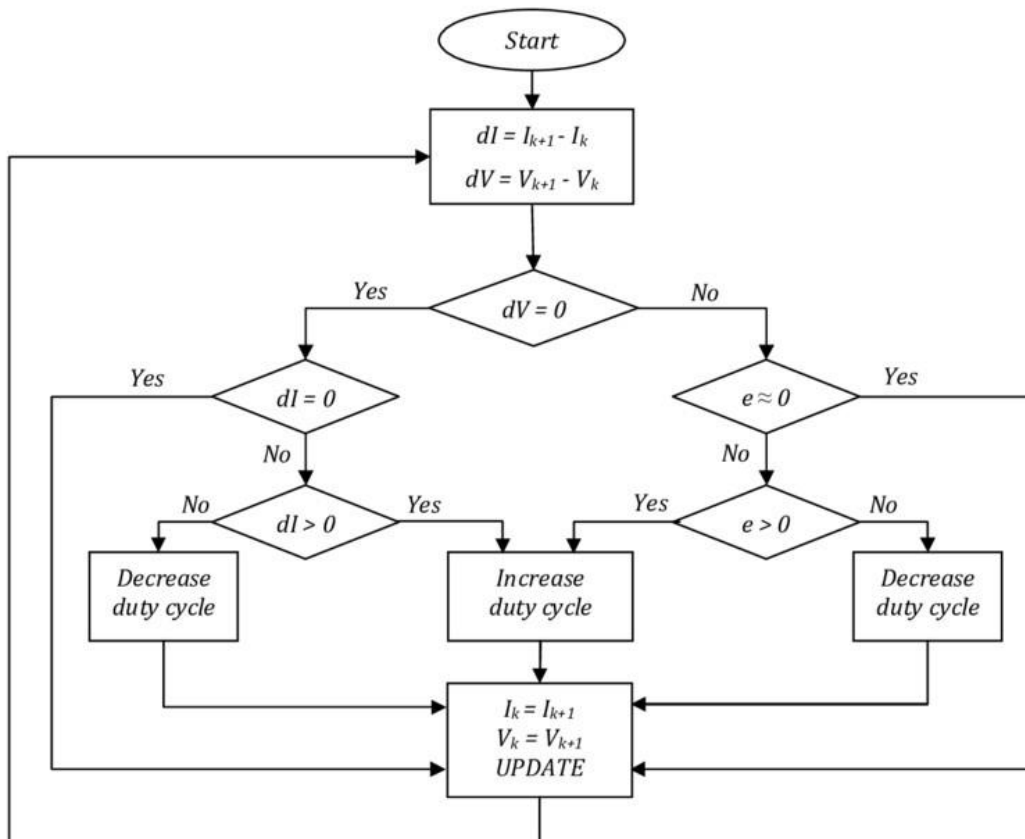 Start
dI = Iₖ₊₁ - Iₖ
dV = Vₖ₊₁ - Vₖ
Yes
dV = 0
No
Yes
dI = 0
e ≈ 0
Yes
No
No
No
dI > 0
Yes
Yes
e > 0
No
Decrease
duty cycle
Increase
duty cycle
Decrease
duty cycle
Iₖ = Iₖ₊₁
Vₖ = Vₖ₊₁
UPDATE